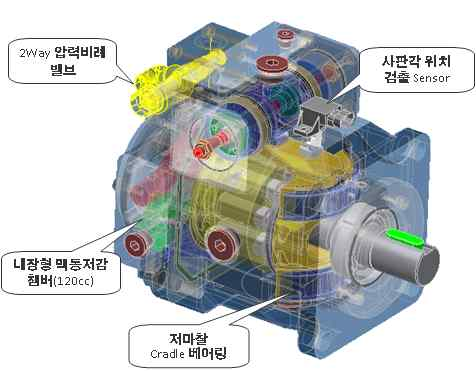 2Way 압력비례
밸브
사판각 위치
검출 Sensor
내장형 맥동저감
챔버(120cc)
저마찰
Cradle 베어링